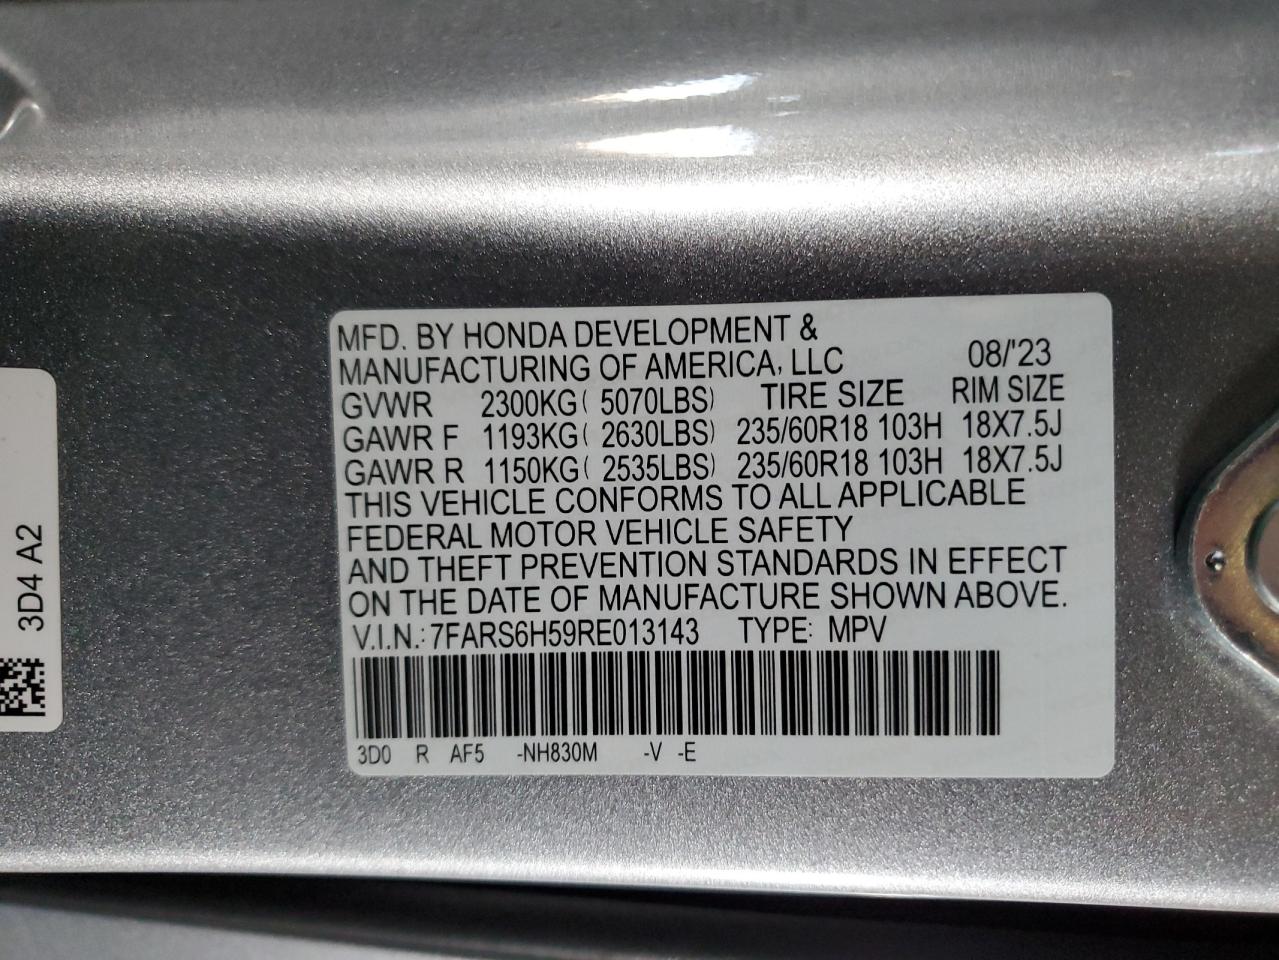 MFD. BY HONDA DEVELOPMENT &
MANUFACTURING OF AMERICA, LLC 08/'23
GVWR 2300KG( 5070LBS) TIRE SIZE RIM SIZE
GAWR F 1193KG( 2630LBS) 235/60R18 103H 18X7.5J
GAWR R 1150KG( 2535LBS) 235/60R18 103H 18X7.5J
THIS VEHICLE CONFORMS TO ALL APPLICABLE
FEDERAL MOTOR VEHICLE SAFETY
AND THEFT PREVENTION STANDARDS IN EFFECT
ON THE DATE OF MANUFACTURE SHOWN ABOVE.
V.I.N.: 7FARS6H59RE013143 TYPE: MPV
3D0 R AF5 -NH830M -V -E
3D4 A2